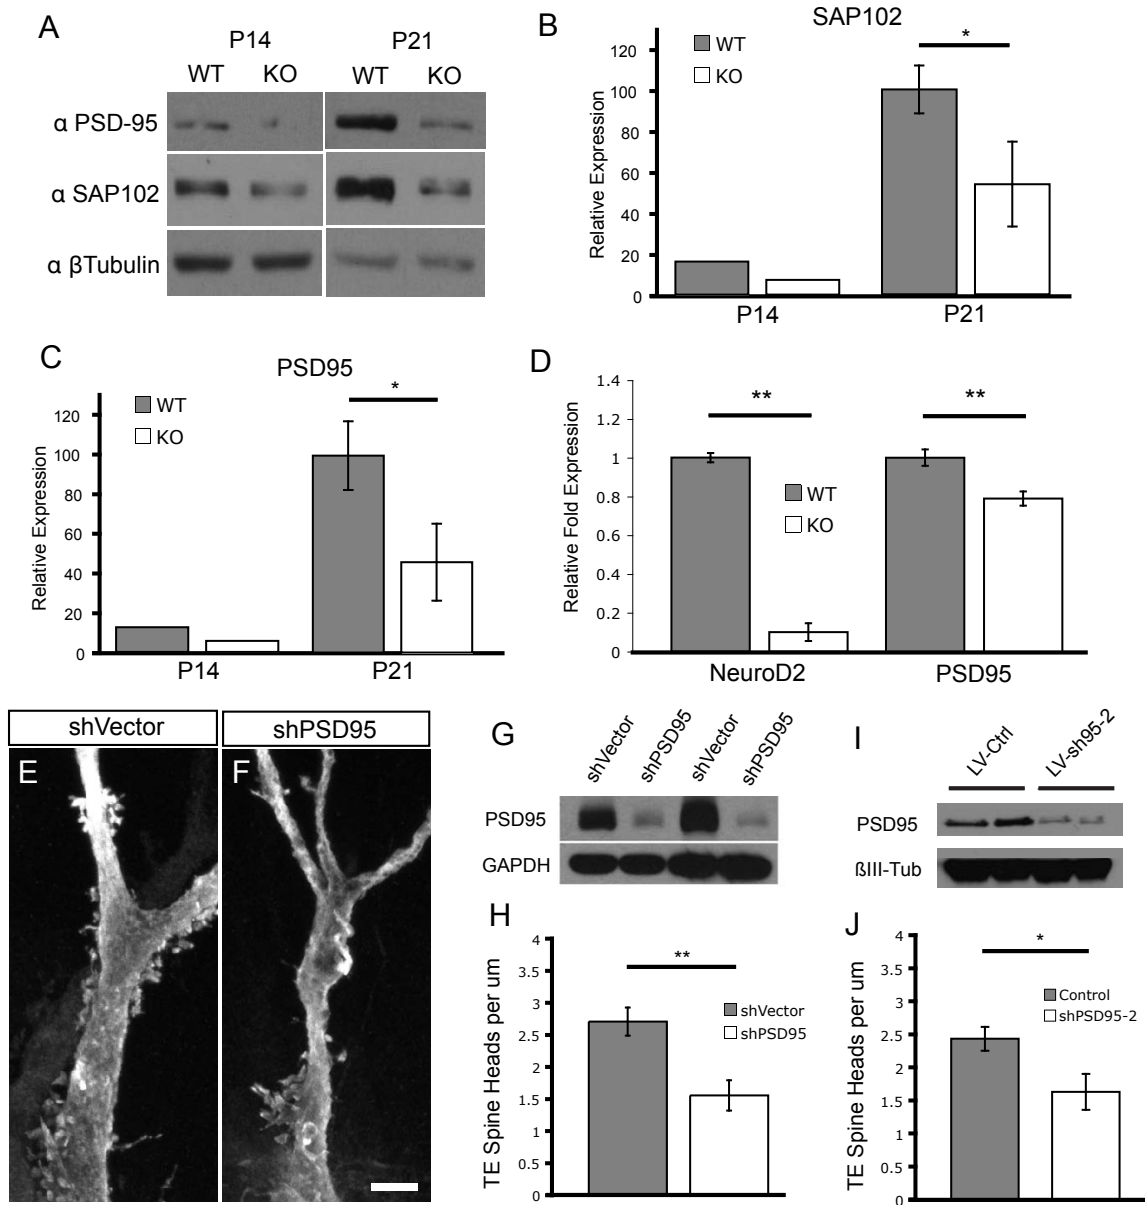 A
P14
P21
WT
KO
WT
KO
α PSD-95
α SAP102
α βTubulin
B
SAP102
WT
KO
*
Relative Expression
120
100
80
60
40
20
0
P14
P21
C
PSD95
WT
KO
*
Relative Expression
120
100
80
60
40
20
0
P14
P21
D
1.4
1.2
1
0.8
0.6
0.4
0.2
0
Relative Fold Expression
**
**
WT
KO
NeuroD2
PSD95
shVector
shPSD95
E
F
G
shVector
shPSD95
shVector
shPSD95
PSD95
GAPDH
H
4
3.5
3
2.5
2
1.5
1
0.5
0
TE Spine Heads per um
**
shVector
shPSD95
I
LV-Ctrl
LV-sh95-2
PSD95
ßIII-Tub
J
4
3.5
3
2.5
2
1.5
1
0.5
0
TE Spine Heads per um
*
Control
shPSD95-2